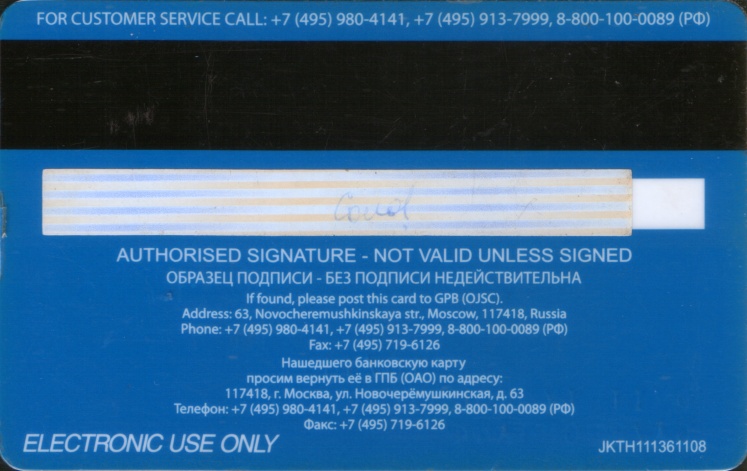 FOR CUSTOMER SERVICE CALL: +7 (495) 980-4141, +7 (495) 913-7999, 8-800-100-0089 (РФ)
AUTHORISED SIGNATURE - NOT VALID UNLESS SIGNED
ОБРАЗЕЦ ПОДПИСИ - БЕЗ ПОДПИСИ НЕДЕЙСТВИТЕЛЬНА
If found, please post this card to GPB (OJSC).
Address: 63, Novocheremushkinskaya str., Moscow, 117418, Russia
Phone: +7 (495) 980-4141, +7 (495) 913-7999, 8-800-100-0089 (РФ)
Fax: +7 (495) 719-6126
Нашедшего банковскую карту
просим вернуть её в ГПБ (ОАО) по адресу:
117418, г. Москва, ул. Новочерёмушкинская, д. 63
Телефон: +7 (495) 980-4141, +7 (495) 913-7999, 8-800-100-0089 (РФ)
Факс: +7 (495) 719-6126
ELECTRONIC USE ONLY
JKTH111361108